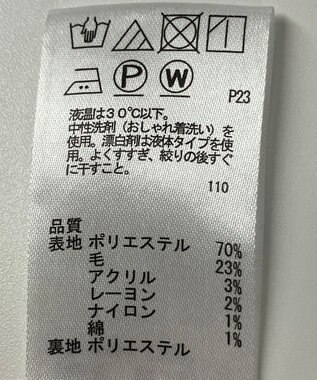 P W P23
液温は30℃以下。
中性洗剤（おしゃれ着洗い）を
使用。漂白剤は液体タイプを使
用。よくすすぎ、絞りの後すぐ
に干すこと。
110
品質
表地 ポリエステル 70%
毛 23%
アクリル 3%
レーヨン 2%
ナイロン 1%
綿 1%
裏地 ポリエステル